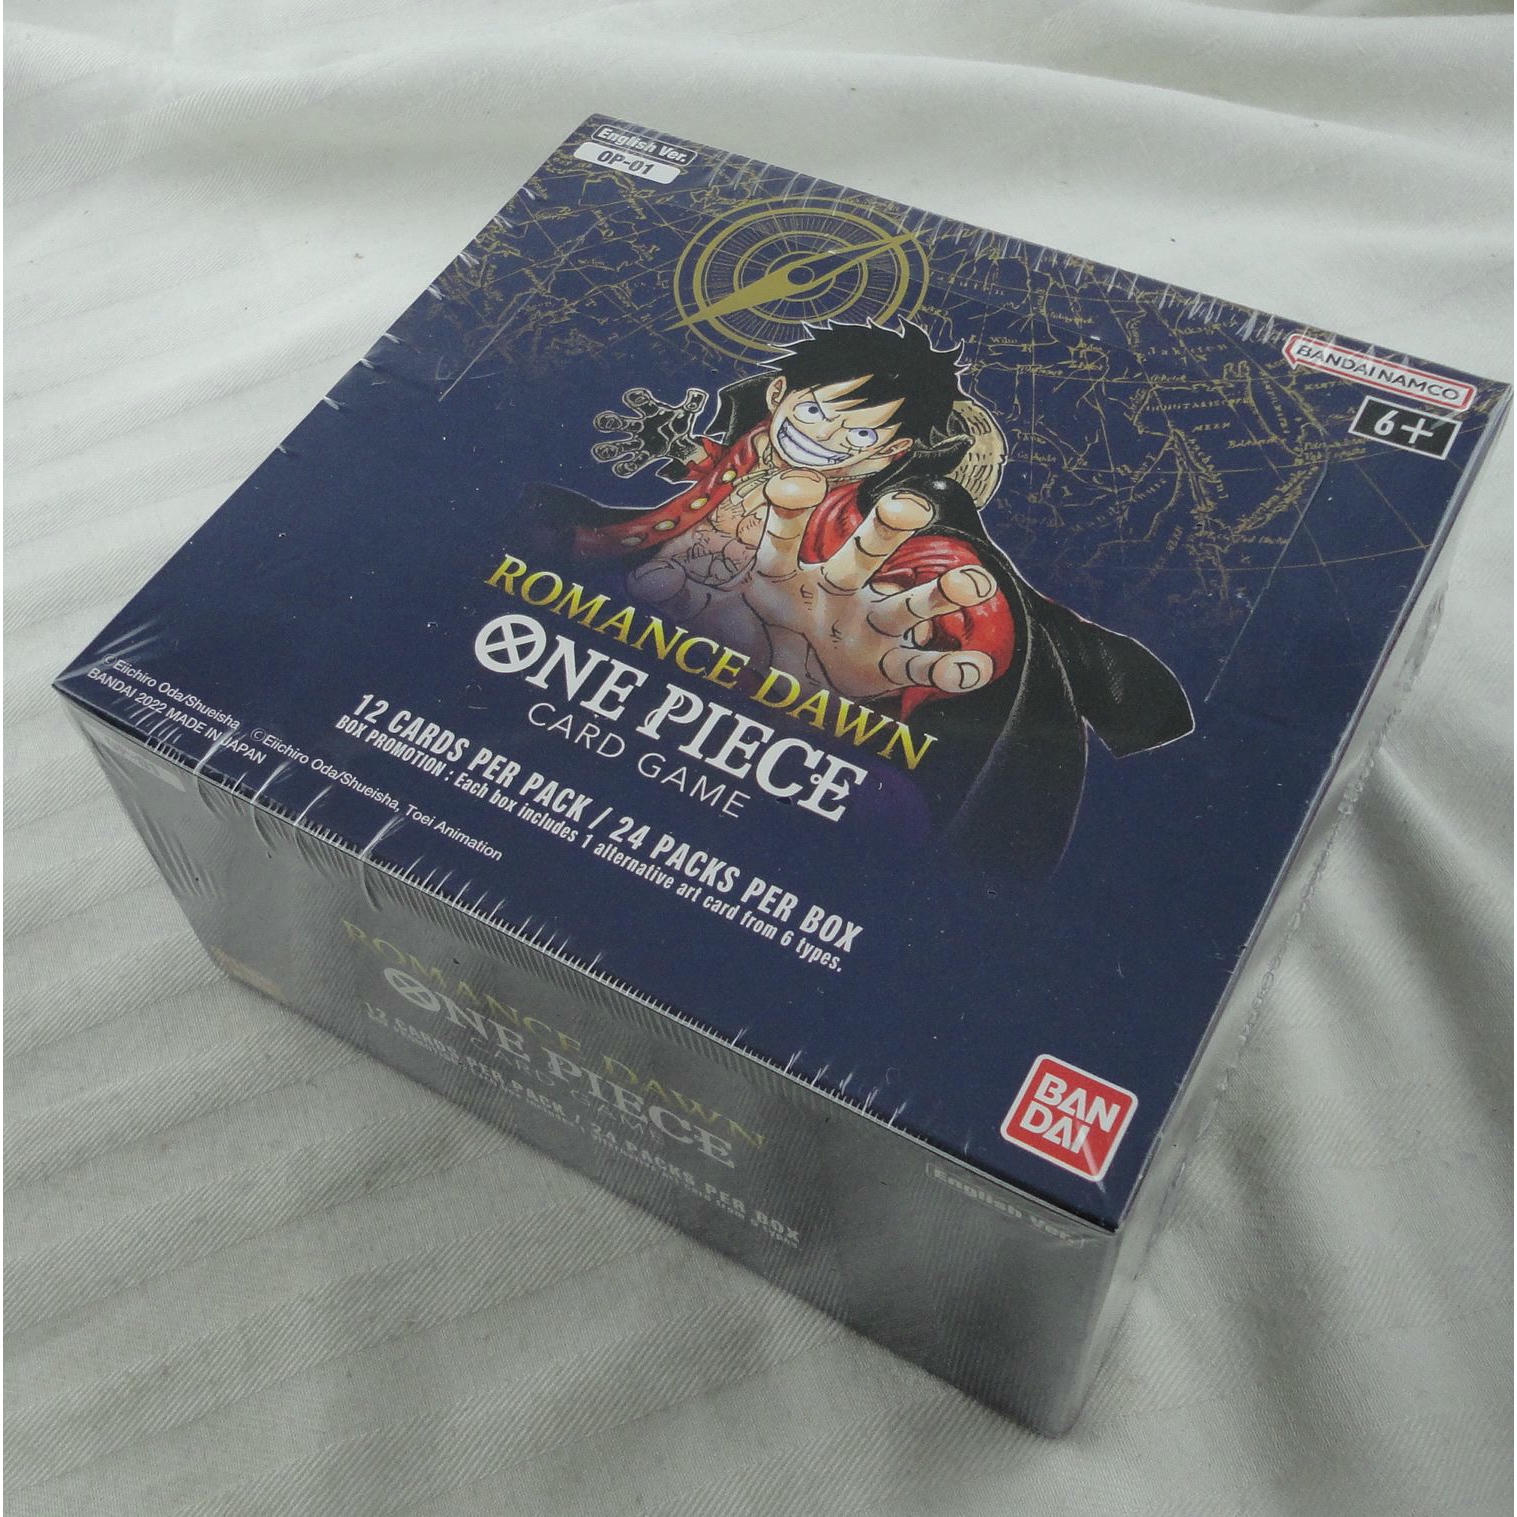 English Ver.
OP-01
BANDAI NAMCO
6+
ROMANCE DAWN
ONE PIECE
CARD GAME
12 CARDS PER PACK / 24 PACKS PER BOX
BOX PROMOTION : Each box includes 1 alternative art card from 6 types.
©Eiichiro Oda/Shueisha ©Eiichiro Oda/Shueisha, Toei Animation
BANDAI 2022 MADE IN JAPAN
BAN
DAI
ROMANCE DAWN
ONE PIECE
CARD GAME
12 CARDS PER PACK / 24 PACKS PER BOX
English Ver.